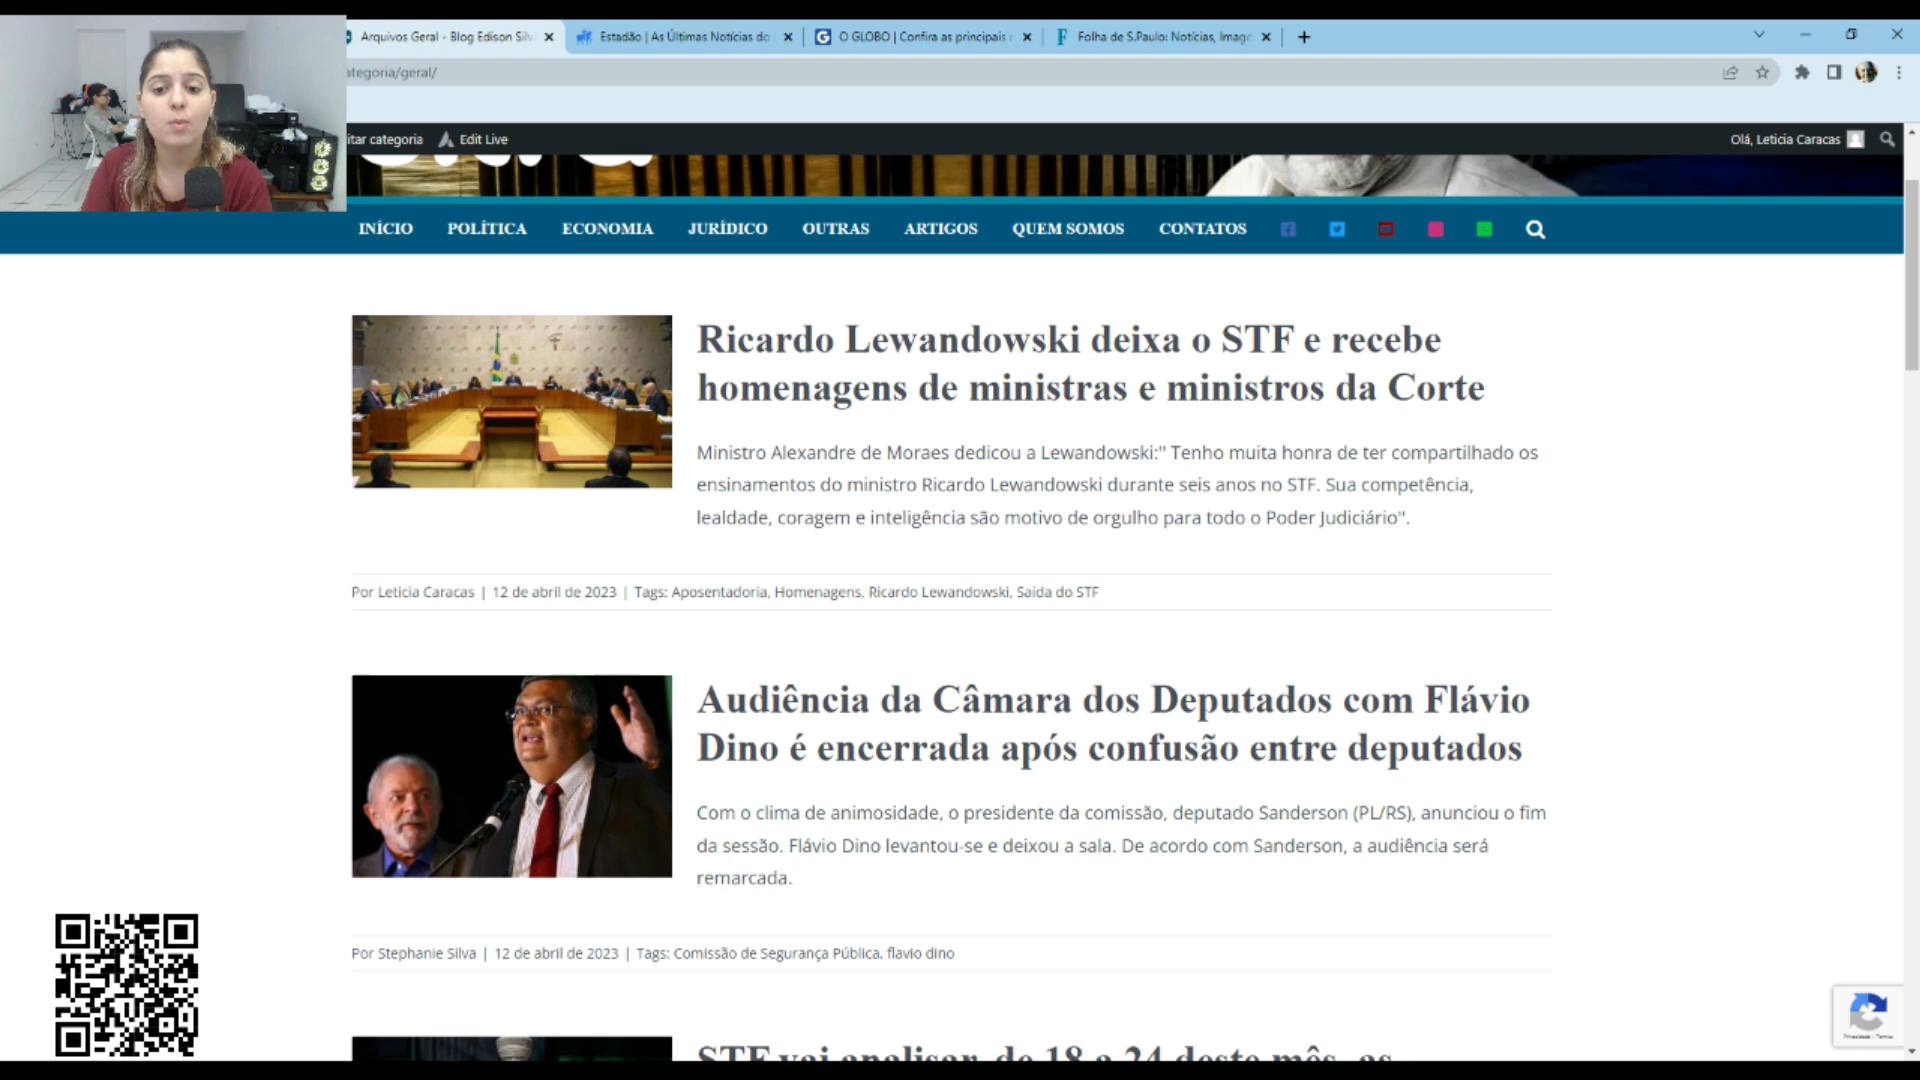 Arquivos Geral - Blog Edison Silv
Estadão | As Últimas Notícias do
O GLOBO | Confira as principais
Folha de S.Paulo: Notícias, Image
ategoria/geral/
itar categoria
Edit Live
Olá, Leticia Caracas
INÍCIO
POLÍTICA
ECONOMIA
JURÍDICO
OUTRAS
ARTIGOS
QUEM SOMOS
CONTATOS
Ricardo Lewandowski deixa o STF e recebe
homenagens de ministras e ministros da Corte
Ministro Alexandre de Moraes dedicou a Lewandowski:" Tenho muita honra de ter compartilhado os
ensinamentos do ministro Ricardo Lewandowski durante seis anos no STF. Sua competência,
lealdade, coragem e inteligência são motivo de orgulho para todo o Poder Judiciário".
Por Leticia Caracas | 12 de abril de 2023 | Tags: Aposentadoria, Homenagens, Ricardo Lewandowski, Saída do STF
Audiência da Câmara dos Deputados com Flávio
Dino é encerrada após confusão entre deputados
Com o clima de animosidade, o presidente da comissão, deputado Sanderson (PL/RS), anunciou o fim
da sessão. Flávio Dino levantou-se e deixou a sala. De acordo com Sanderson, a audiência será
remarcada.
Por Stephanie Silva | 12 de abril de 2023 | Tags: Comissão de Segurança Pública, flavio dino
STF vai analisar, de 18 a 24 deste mês, as
Privacidade - Termos